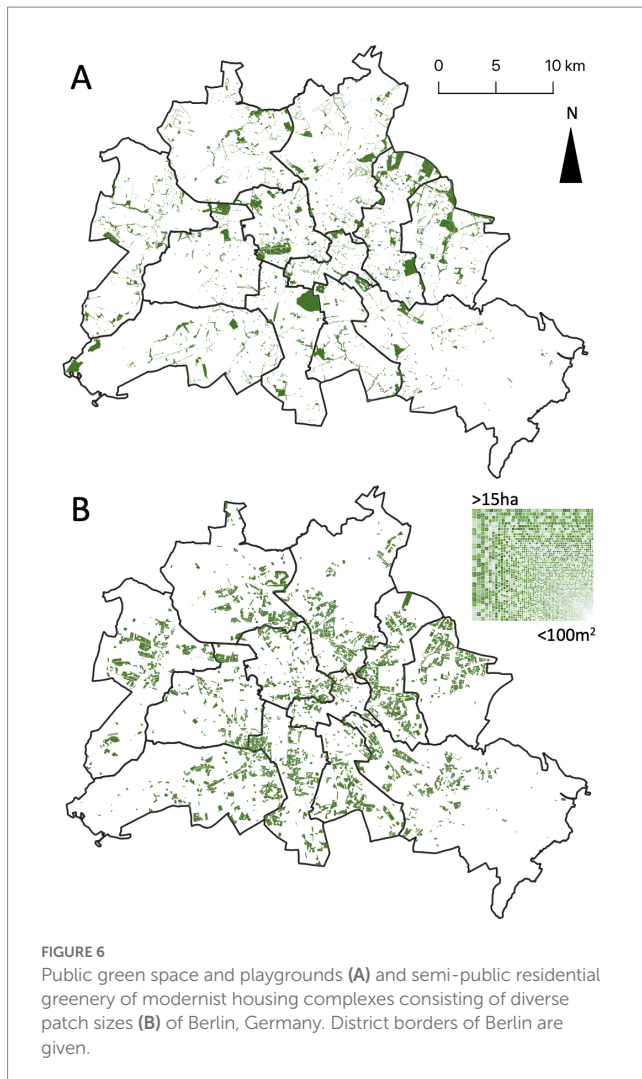 A
0 5 10 km
N
B
>15ha
<100m²
FIGURE 6
Public green space and playgrounds (A) and semi-public residential
greenery of modernist housing complexes consisting of diverse
patch sizes (B) of Berlin, Germany. District borders of Berlin are
given.